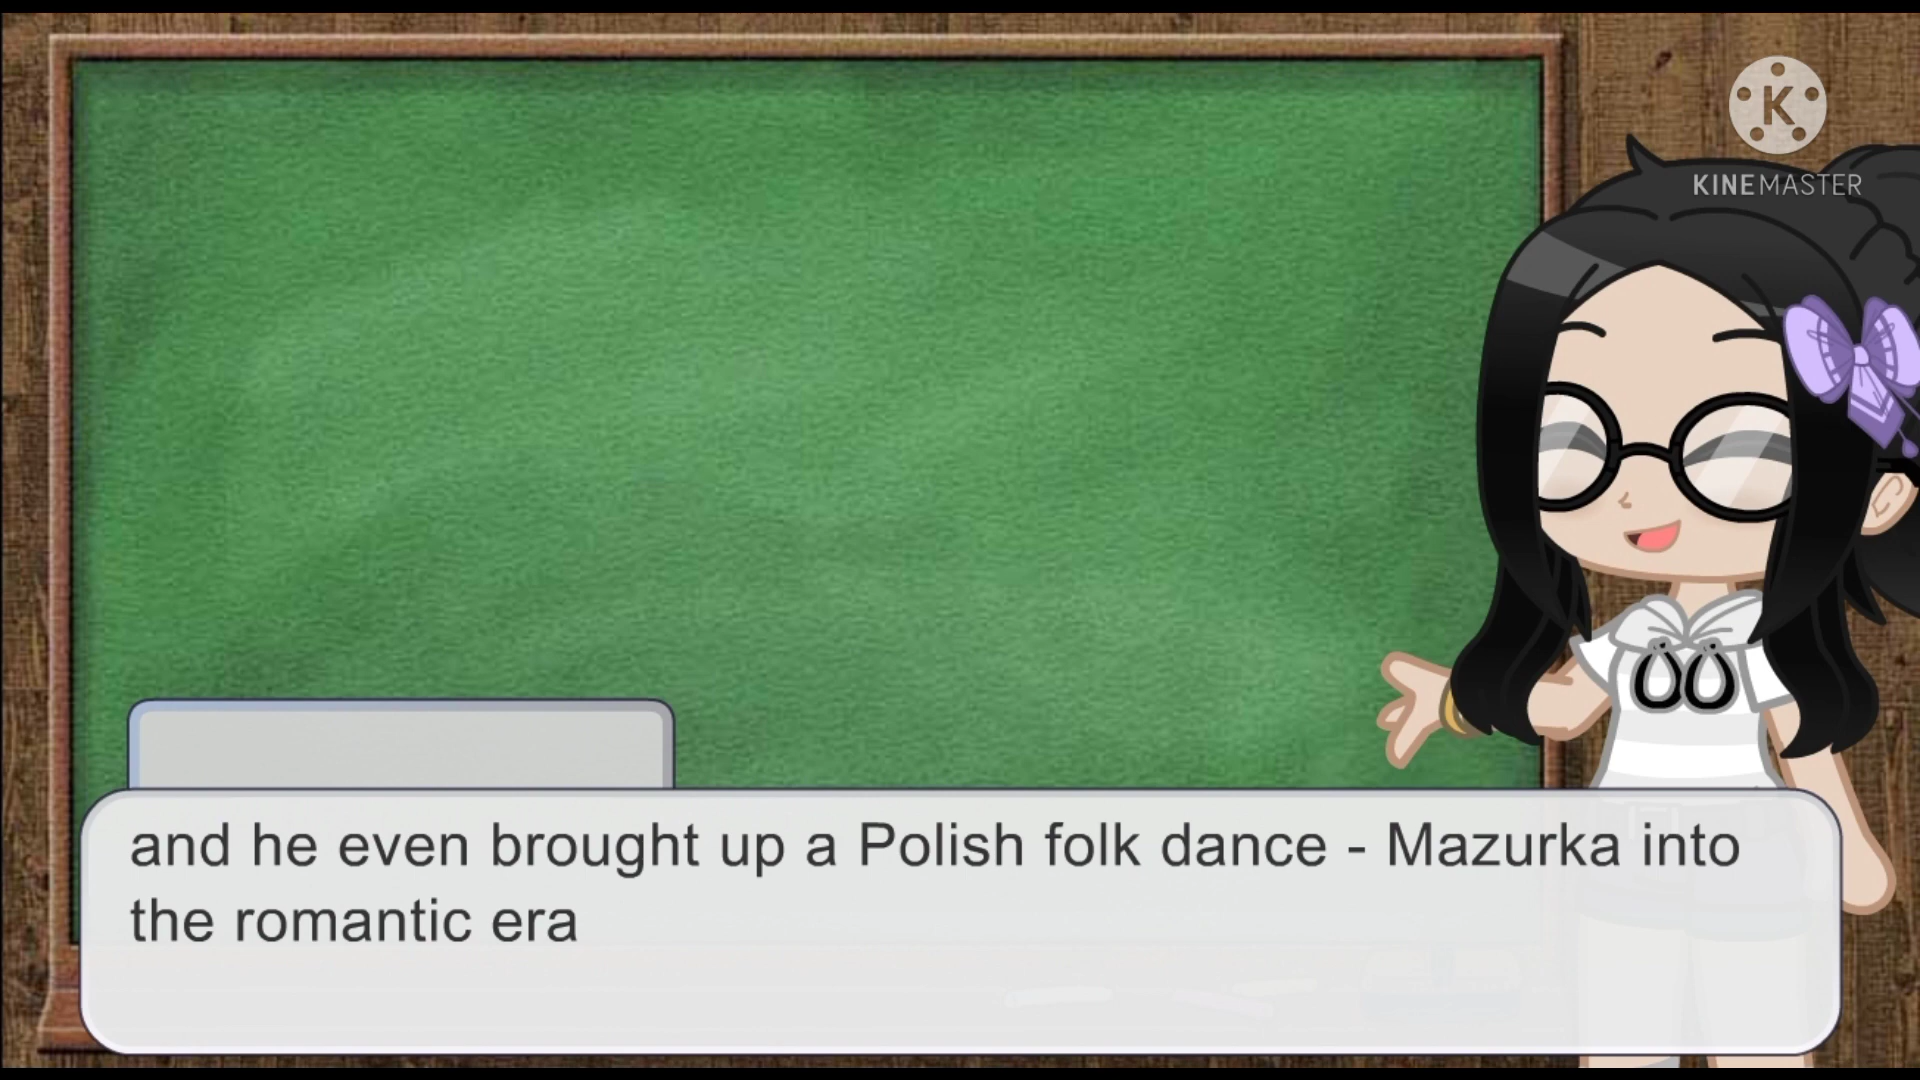 K
KINEMASTER
and he even brought up a Polish folk dance - Mazurka into
the romantic era